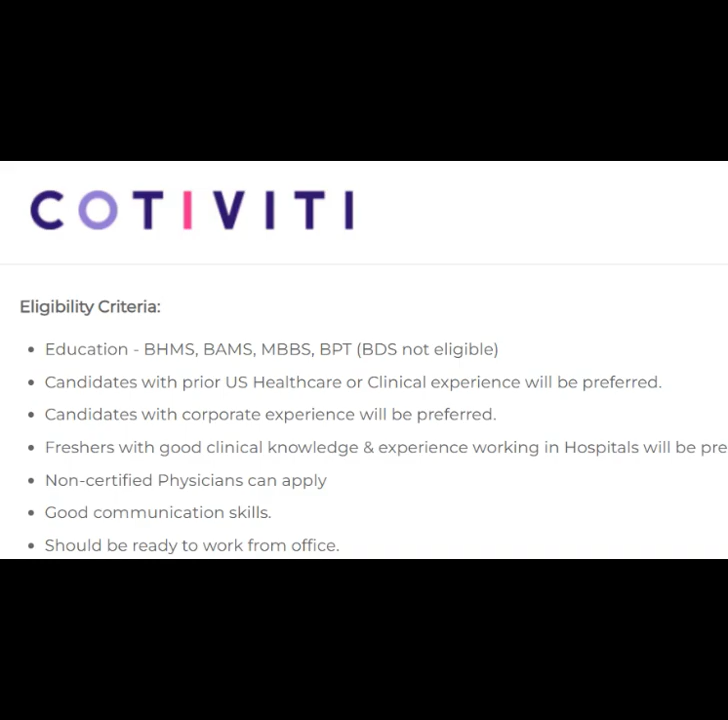 COTIVITI
Eligibility Criteria:
• Education - BHMS, BAMS, MBBS, BPT (BDS not eligible)
• Candidates with prior US Healthcare or Clinical experience will be preferred.
• Candidates with corporate experience will be preferred.
• Freshers with good clinical knowledge & experience working in Hospitals will be pre
• Non-certified Physicians can apply
• Good communication skills.
• Should be ready to work from office.